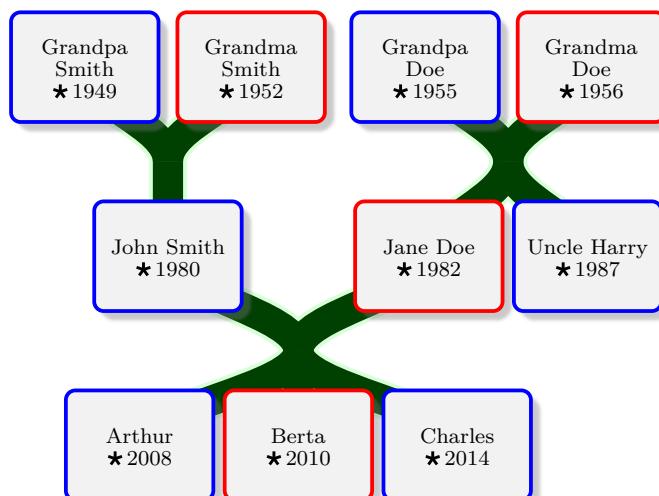 Grandpa
Smith
★1949
Grandma
Smith
★1952
Grandpa
Doe
★1955
Grandma
Doe
★1956
John Smith
★1980
Jane Doe
★1982
Uncle Harry
★1987
Arthur
★2008
Berta
★2010
Charles
★2014